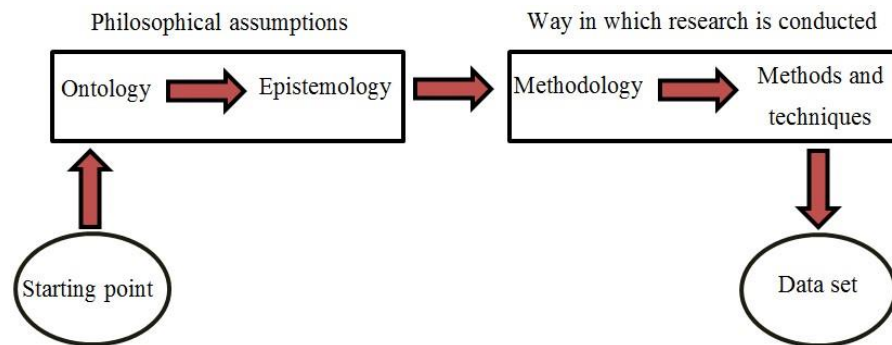 Philosophical assumptions
Way in which research is conducted
Ontology
Epistemology
Methodology
Methods and
techniques
Starting point
Data set